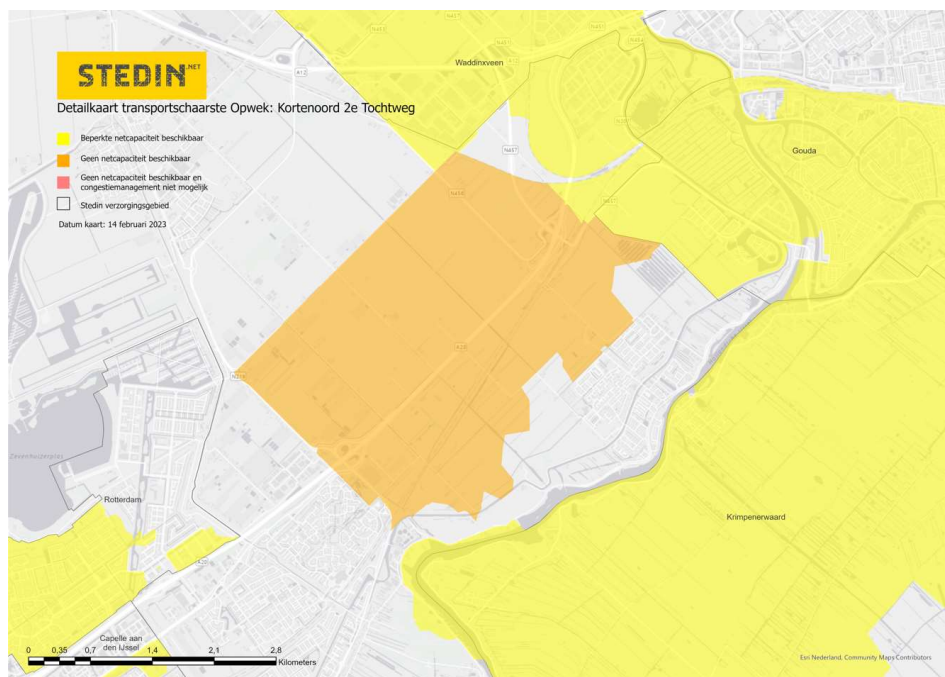 STEDIN.NET
Detailkaart transportschaarste Opwek: Kortenoord 2e Tochtweg
Beperkte netcapaciteit beschikbaar
Geen netcapaciteit beschikbaar
Geen netcapaciteit beschikbaar en
congestiemanagement niet mogelijk
Stedin verzorgingsgebied
Datum kaart: 14 februari 2023
Waddinxveen
A12
N457
Gouda
A20
Zevenhuizerplas
Rotterdam
A20
Krimpenerwaard
Capelle aan
den IJssel
0 0,35 0,7 1,4 2,1 2,8
Kilometers
Esri Nederland, Community Maps Contributors